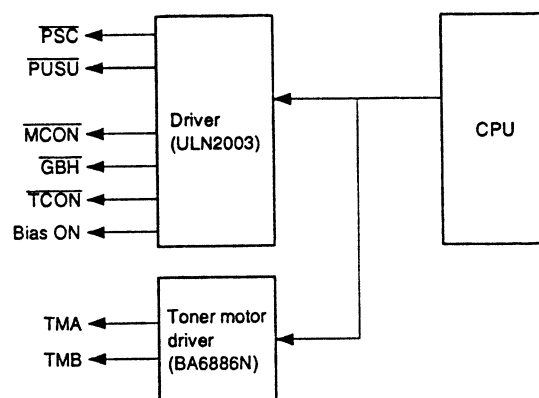 PSC
PUSU
MCON
GBH
TCON
Bias ON
Driver
(ULN2003)
CPU
TMA
TMB
Toner motor
driver
(BA6886N)